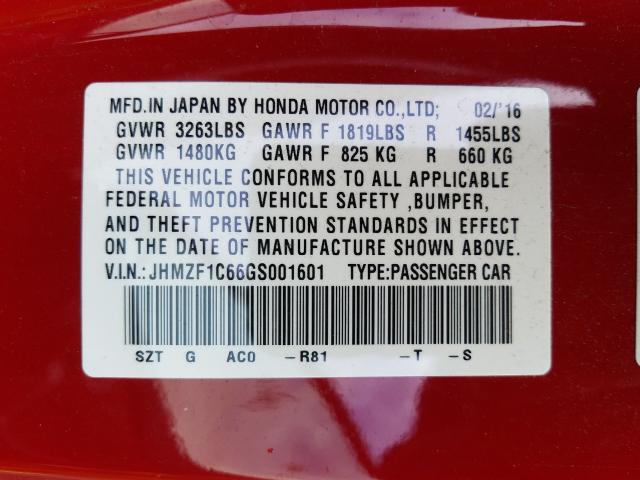 MFD.IN JAPAN BY HONDA MOTOR CO.,LTD; 02/'16
GVWR 3263LBS GAWR F 1819LBS R 1455LBS
GVWR 1480KG GAWR F 825 KG R 660 KG
THIS VEHICLE CONFORMS TO ALL APPLICABLE
FEDERAL MOTOR VEHICLE SAFETY ,BUMPER,
AND THEFT PREVENTION STANDARDS IN EFFECT
ON THE DATE OF MANUFACTURE SHOWN ABOVE.
V.I.N.: JHMZF1C66GS001601 TYPE:PASSENGER CAR
SZT G AC0 –R81 –T –S